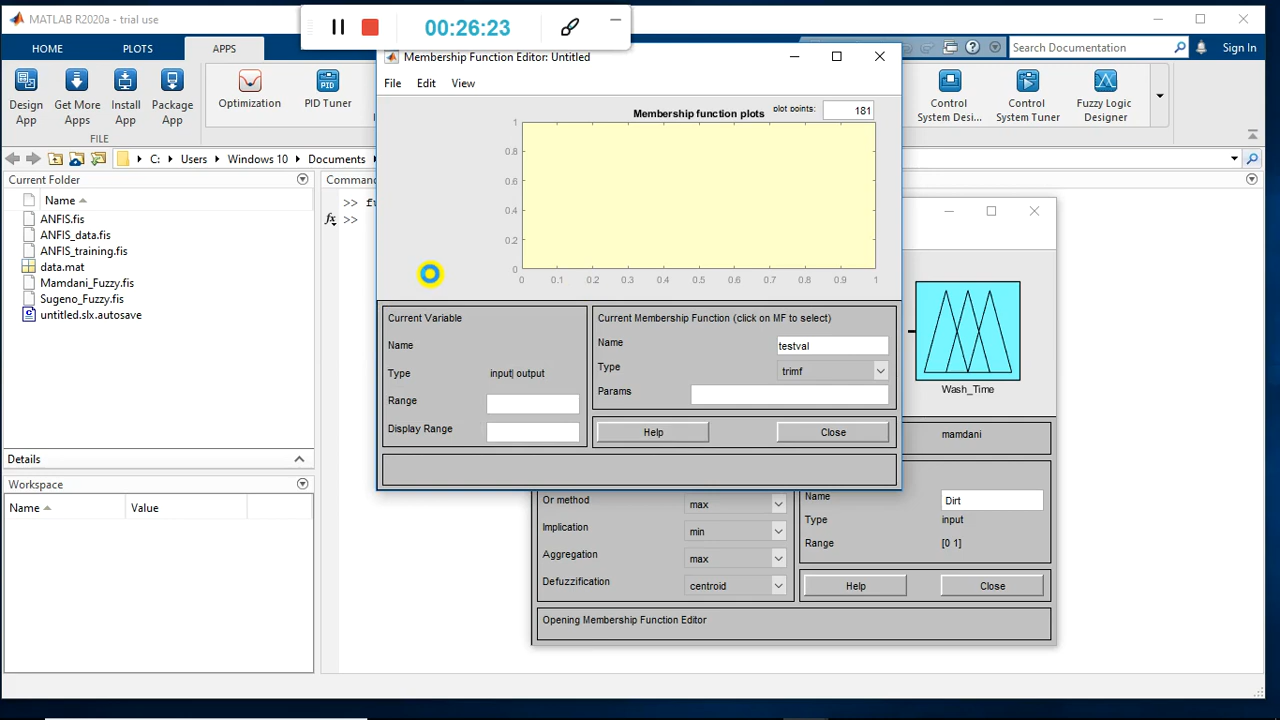 MATLAB R2020a - trial use
00:26:23
HOME
PLOTS
APPS
Search Documentation
Sign In
Design App
Get More Apps
Install App
Package App
Optimization
PID Tuner
Control System Desi...
Control System Tuner
Fuzzy Logic Designer
FILE
C:
Users
Windows 10
Documents
Current Folder
Name
ANFIS.fis
ANFIS_data.fis
ANFIS_training.fis
data.mat
Mamdani_Fuzzy.fis
Sugeno_Fuzzy.fis
untitled.slx.autosave
Details
Workspace
Name
Value
>>
fx >>
Membership Function Editor: Untitled
File
Edit
View
Membership function plots
plot points:
181
1
0.8
0.6
0.4
0.2
0
0
0.1
0.2
0.3
0.4
0.5
0.6
0.7
0.8
0.9
1
Current Variable
Name
Type
input| output
Range
Display Range
Current Membership Function (click on MF to select)
Name
testval
Type
trimf
Params
Help
Close
Wash_Time
mamdani
Or method
max
Implication
min
Aggregation
max
Defuzzification
centroid
Name
Dirt
Type
input
Range
[0 1]
Help
Close
Opening Membership Function Editor